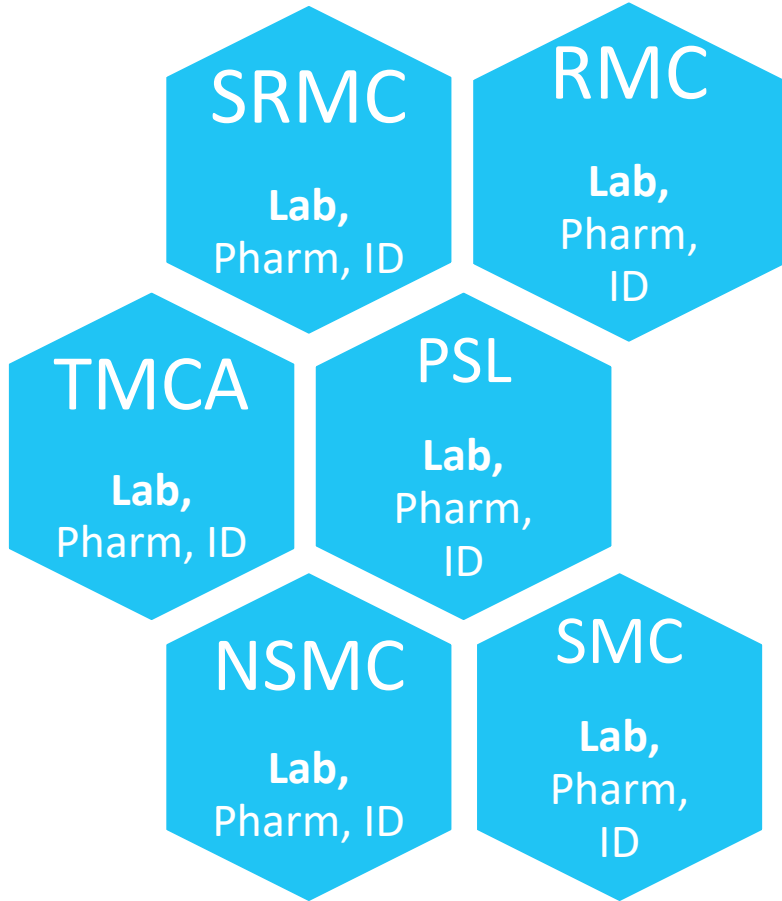 SRMC
Lab,
Pharm, ID
RMC
Lab,
Pharm,
ID
TMCA
Lab,
Pharm, ID
PSL
Lab,
Pharm,
ID
NSMC
Lab,
Pharm, ID
SMC
Lab,
Pharm,
ID